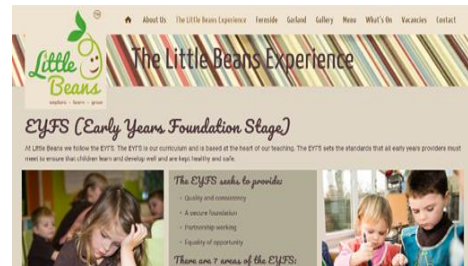 About Us The Little Beans Experience Fernside Garland Gallery Menu What's On Vacancies Contact
Little
Beans
explore - learn - grow
The Little Beans Experience
EYFS (Early Years Foundation Stage)
At Little Beans we follow the EYFS. The EYFS is our curriculum and is based at the heart of our teaching. The EYFS sets the standards that all early years providers must
meet to ensure that children learn and develop well and are kept healthy and safe.
The EYFS seeks to provide:
- Quality and consistency
- A secure foundation
- Partnership working
- Equality of opportunity
There are 7 areas of the EYFS: